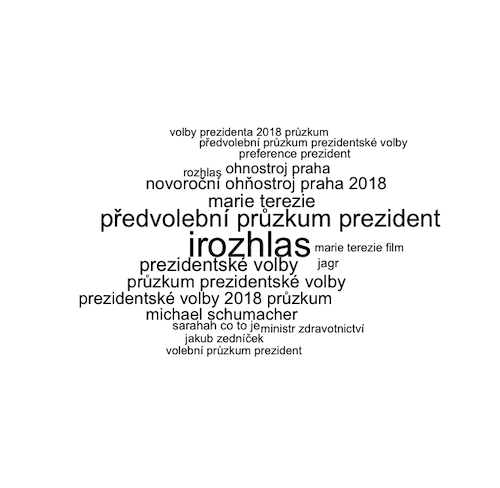 volby prezidenta 2018 průzkum
předvolební průzkum prezidentské volby
preference prezident
rozhlas
ohnostroj praha
novoroční ohňostroj praha 2018
marie terezie
předvolební průzkum prezident
irozhlas
marie terezie film
prezidentské volby
jagr
průzkum prezidentské volby
prezidentské volby 2018 průzkum
michael schumacher
sarahah co to je
ministr zdravotnictví
jakub zedníček
volební průzkum prezident